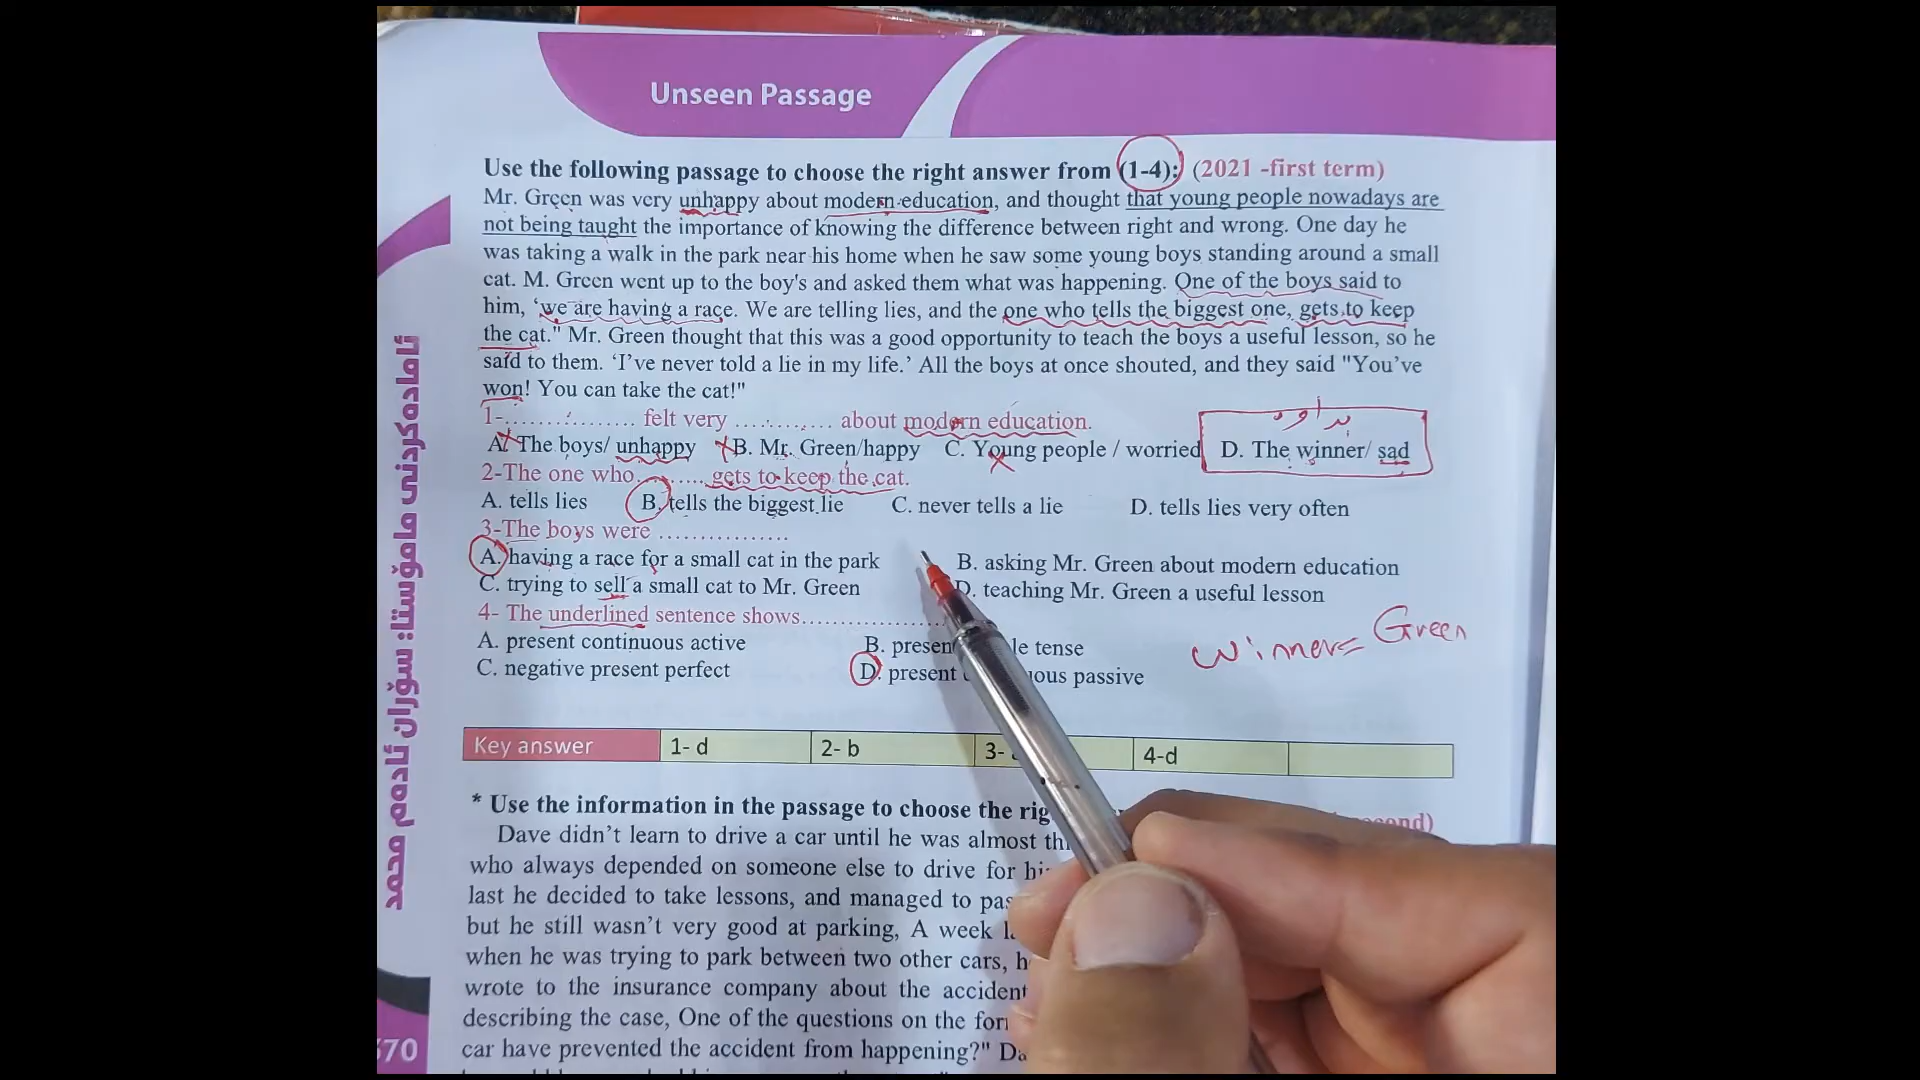 Unseen Passage
Use the following passage to choose the right answer from (1-4): (2021 -first term)
Mr. Green was very unhappy about modern education, and thought that young people nowadays are
not being taught the importance of knowing the difference between right and wrong. One day he
was taking a walk in the park near his home when he saw some young boys standing around a small
cat. M. Green went up to the boy's and asked them what was happening. One of the boys said to
him, ‘we are having a race. We are telling lies, and the one who tells the biggest one, gets to keep
the cat." Mr. Green thought that this was a good opportunity to teach the boys a useful lesson, so he
said to them. ‘I’ve never told a lie in my life.’ All the boys at once shouted, and they said "You’ve
won! You can take the cat!"
1-................ felt very ............ about modern education.
براوە
A. The boys/ unhappy B. Mr. Green/happy C. Young people / worried D. The winner/ sad
2-The one who.......... gets to keep the cat.
A. tells lies B. tells the biggest lie C. never tells a lie D. tells lies very often
3-The boys were ................
A. having a race for a small cat in the park B. asking Mr. Green about modern education
C. trying to sell a small cat to Mr. Green D. teaching Mr. Green a useful lesson
4- The underlined sentence shows....................
A. present continuous active B. presen le tense
C. negative present perfect D. present ous passive
winner= Green
Key answer 1- d 2- b 3- 4-d
* Use the information in the passage to choose the rig
Dave didn’t learn to drive a car until he was almost th
who always depended on someone else to drive for hi
last he decided to take lessons, and managed to pas
but he still wasn’t very good at parking, A week l
when he was trying to park between two other cars, h
wrote to the insurance company about the accident
describing the case, One of the questions on the for
car have prevented the accident from happening?" Da
ئامادەکردنی مامۆستا: سۆران ئادەم محمد
570